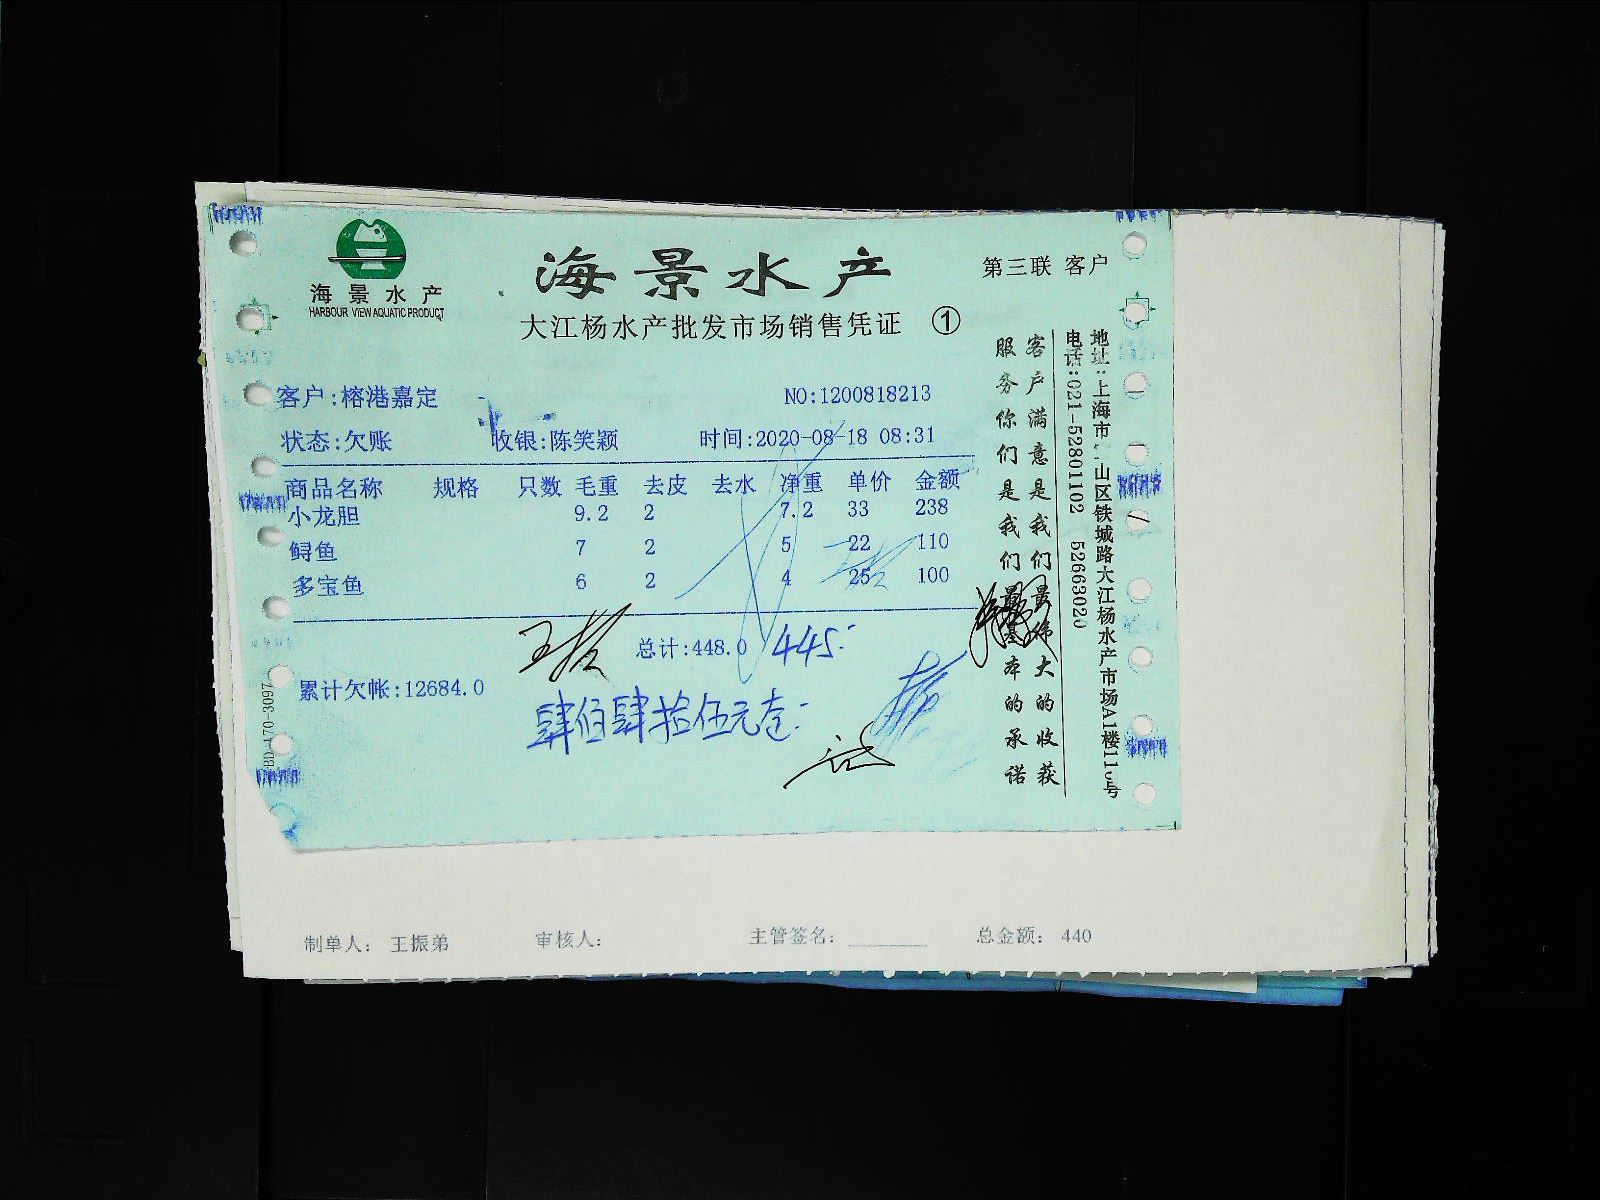 海景水产
HARBOUR VIEW AQUATIC PRODUCT
海景水产
第三联 客户
大江杨水产批发市场销售凭证 ①
客户:榕港嘉定 NO:1200818213
状态:欠账 收银:陈笑颖 时间:2020-08-18 08:31
商品名称 规格 只数 毛重 去皮 去水 净重 单价 金额
小龙胆 9.2 2 7.2 33 238
鲟鱼 7 2 5 22 110
多宝鱼 6 2 4 25 100
总计:448.0 445.-
累计欠帐:12684.0
肆佰肆拾伍元
客户满意是我们最伟大的收获
服务你们是我们最基本的承诺
地址:上海市 山区铁城路大江杨水产市场A1楼 号
电话:021-52801102 52663020
制单人: 王振弟 审核人: 主管签名: 总金额: 440